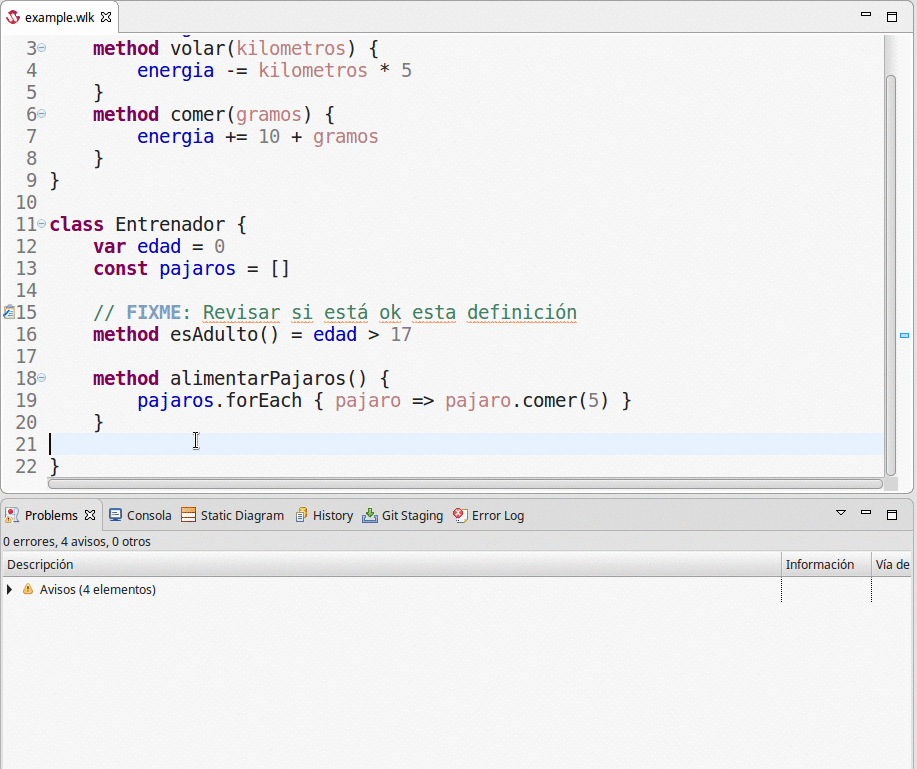 example.wlk
3 method volar(kilometros) {
4 energia -= kilometros * 5
5 }
6 method comer(gramos) {
7 energia += 10 + gramos
8 }
9 }
10
11 class Entrenador {
12 var edad = 0
13 const pajaros = []
14
15 // FIXME: Revisar si está ok esta definición
16 method esAdulto() = edad > 17
17
18 method alimentarPajaros() {
19 pajaros.forEach { pajaro => pajaro.comer(5) }
20 }
21
22 }
Problems Consola Static Diagram History Git Staging Error Log
0 errores, 4 avisos, 0 otros
Descripción Información Vía de
Avisos (4 elementos)